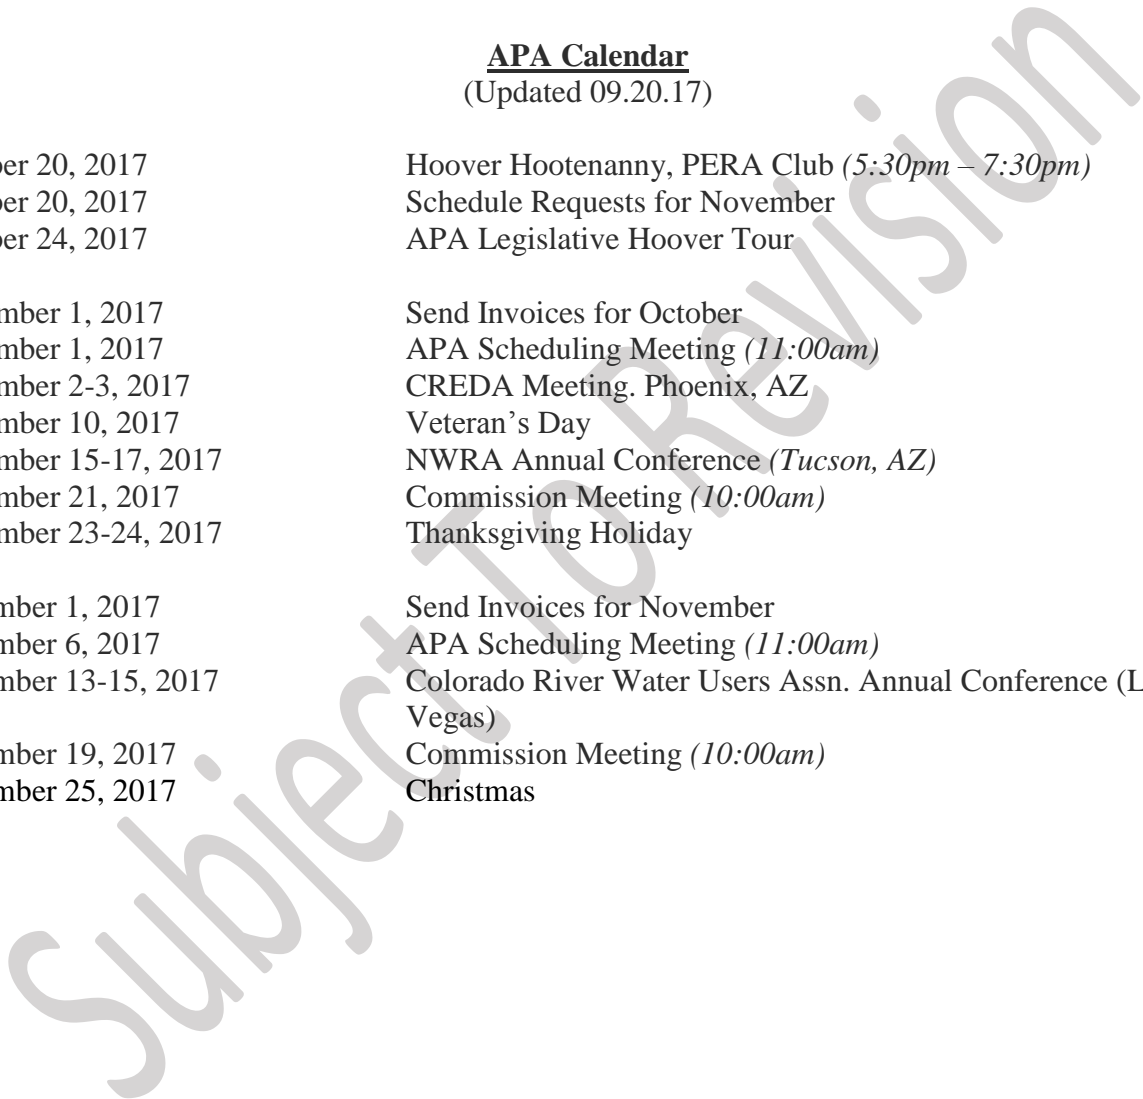 APA Calendar
(Updated 09.20.17)
ber 20, 2017 Hoover Hootenanny, PERA Club (5:30pm – 7:30pm)
ber 20, 2017 Schedule Requests for November
ber 24, 2017 APA Legislative Hoover Tour
mber 1, 2017 Send Invoices for October
mber 1, 2017 APA Scheduling Meeting (11:00am)
mber 2-3, 2017 CREDA Meeting. Phoenix, AZ
mber 10, 2017 Veteran’s Day
mber 15-17, 2017 NWRA Annual Conference (Tucson, AZ)
mber 21, 2017 Commission Meeting (10:00am)
mber 23-24, 2017 Thanksgiving Holiday
mber 1, 2017 Send Invoices for November
mber 6, 2017 APA Scheduling Meeting (11:00am)
mber 13-15, 2017 Colorado River Water Users Assn. Annual Conference (L
Vegas)
mber 19, 2017 Commission Meeting (10:00am)
mber 25, 2017 Christmas
Subject To Revision